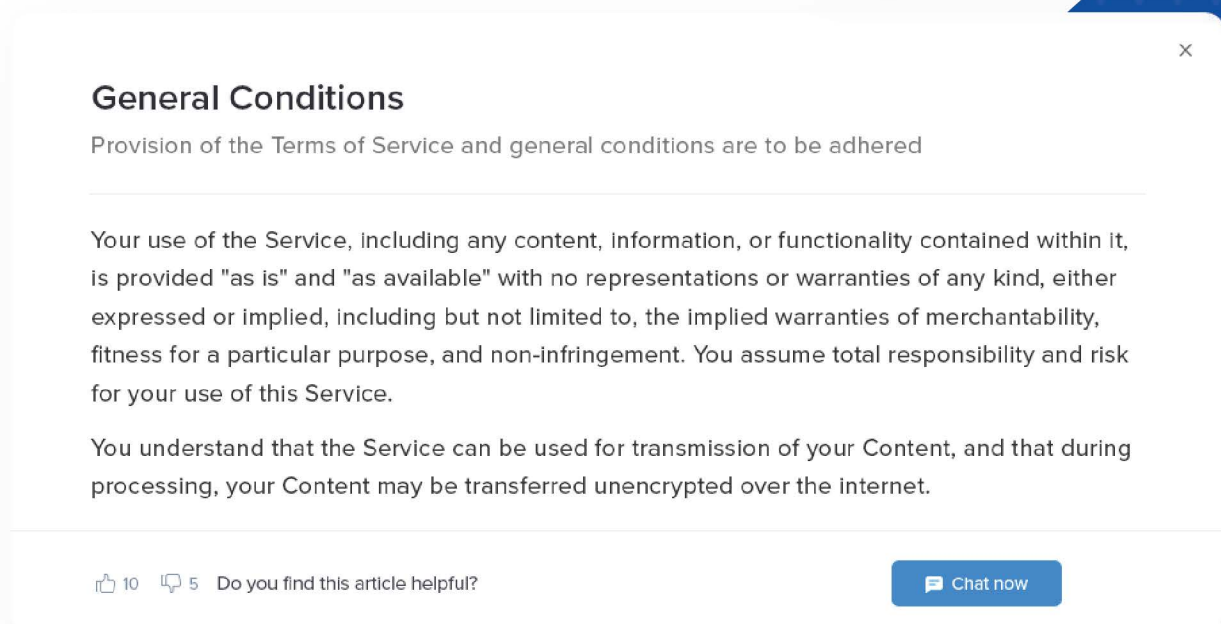 General Conditions
Provision of the Terms of Service and general conditions are to be adhered
Your use of the Service, including any content, information, or functionality contained within it,
is provided "as is" and "as available" with no representations or warranties of any kind, either
expressed or implied, including but not limited to, the implied warranties of merchantability,
fitness for a particular purpose, and non-infringement. You assume total responsibility and risk
for your use of this Service.
You understand that the Service can be used for transmission of your Content, and that during
processing, your Content may be transferred unencrypted over the internet.
10 5 Do you find this article helpful? Chat now